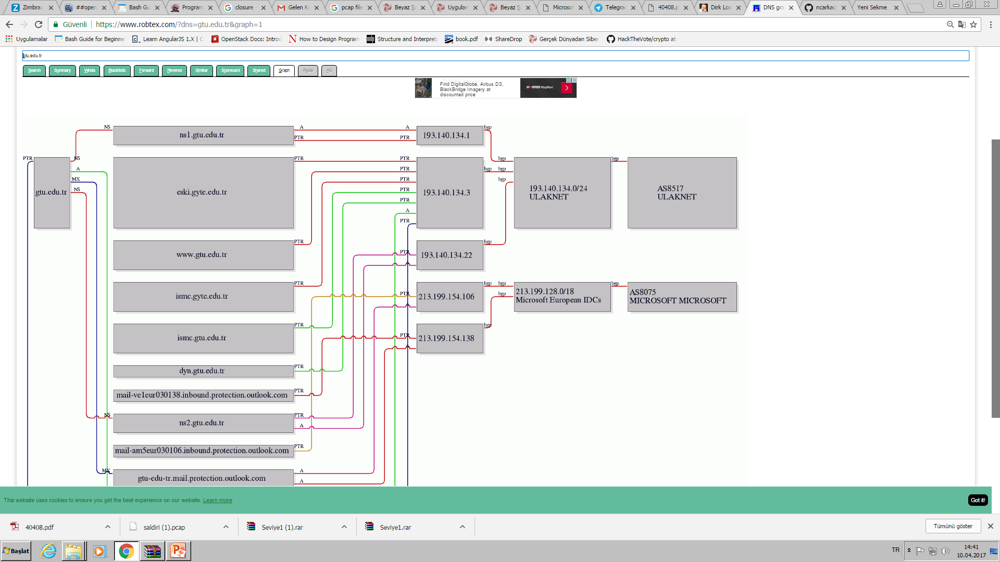 Zimbra:
##open
Bash Gu
Program
closure -
Gelen Ku
pcap file
Beyaz Ş
Uygulam
Beyaz Ş
Microsof
Telegram
40408.p
Dirk Los
DNS gra
ncarkaci
Yeni Sekme
Güvenli
https://www.robtex.com/?dns=gtu.edu.tr&graph=1
Uygulamalar
Bash Guide for Beginne
Learn AngularJS 1.X | C
OpenStack Docs: Introd
How to Design Program
Structure and Interpret
book.pdf
ShareDrop
Gerçek Dünyadan Siber
HackTheVote/crypto at
gtu.edu.tr
Search
Summary
Whois
Blacklists
Forward
Reverse
Similar
Scorecard
Shared
Graph
Route
AS
Find DigitalGlobe, Airbus DS,
BlackBridge Imagery at
discounted price
HARRIS MapMart
NS
ns1.gtu.edu.tr
A
A
193.140.134.1
bgp
PTR
PTR
PTR
gtu.edu.tr
NS
A
MX
NS
eski.gyte.edu.tr
PTR
PTR
PTR
PTR
PTR
PTR
A
PTR
193.140.134.3
bgp
bgp
bgp
bgp
193.140.134.0/24
ULAKNET
bgp
AS8517
ULAKNET
www.gtu.edu.tr
PTR
PTR
193.140.134.22
bgp
ismc.gyte.edu.tr
PTR
PTR
213.199.154.106
bgp
bgp
bgp
213.199.128.0/18
Microsoft European IDCs
bgp
AS8075
MICROSOFT MICROSOFT
ismc.gtu.edu.tr
PTR
PTR
213.199.154.138
bgp
dyn.gtu.edu.tr
PTR
mail-ve1eur030138.inbound.protection.outlook.com
PTR
NS
ns2.gtu.edu.tr
PTR
A
mail-am5eur030106.inbound.protection.outlook.com
PTR
MX
gtu-edu-tr.mail.protection.outlook.com
A
A
This website uses cookies to ensure you get the best experience on our website. Learn more
Got it!
40408.pdf
saldiri (1).pcap
Seviye1 (1).rar
Seviye1.rar
Tümünü göster
Başlat
TR
14:41
10.04.2017